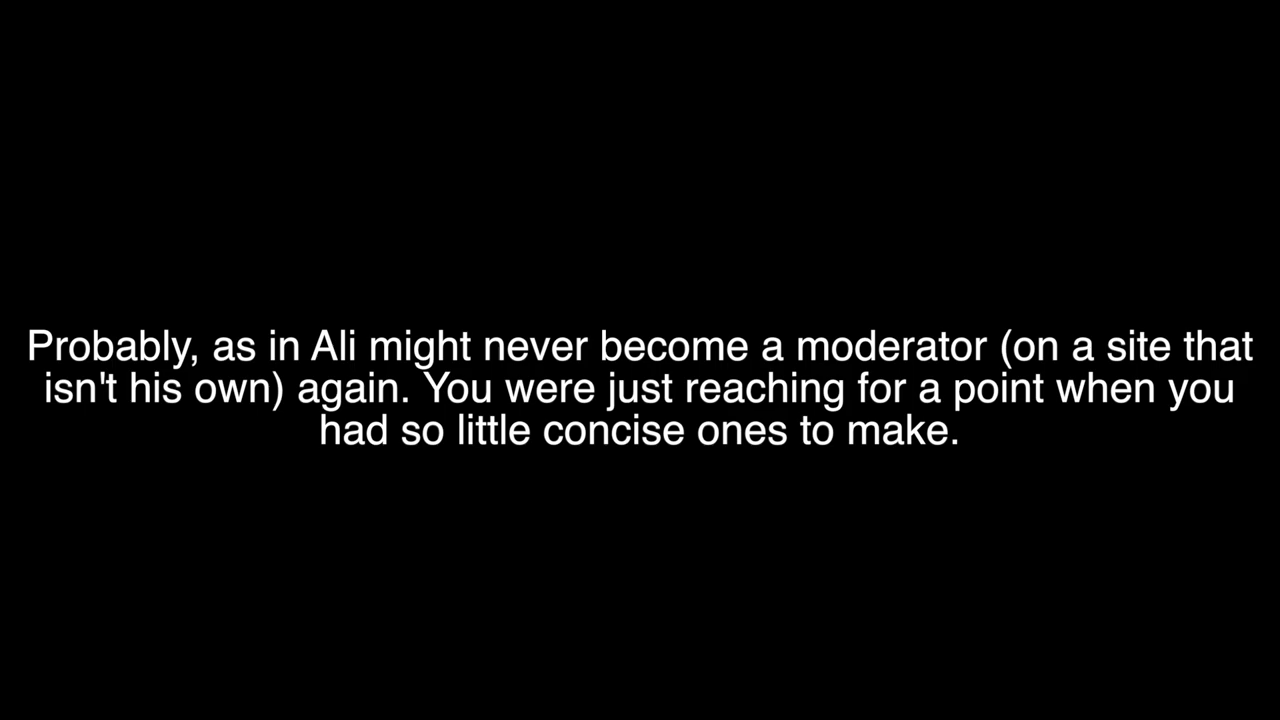 Probably, as in Ali might never become a moderator (on a site that
isn't his own) again. You were just reaching for a point when you
had so little concise ones to make.